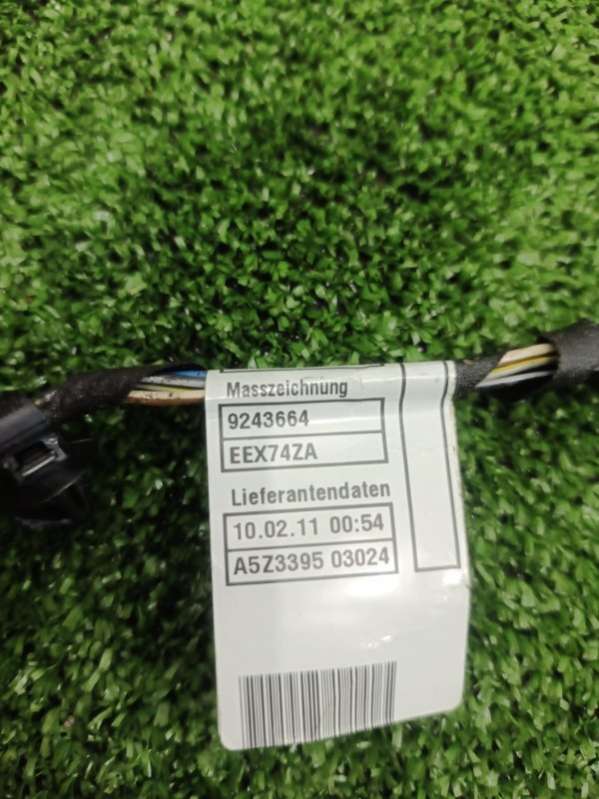 Masszeichnung
9243664
EEX74ZA
Lieferantendaten
10.02.11 00:54
A5Z3395 03024